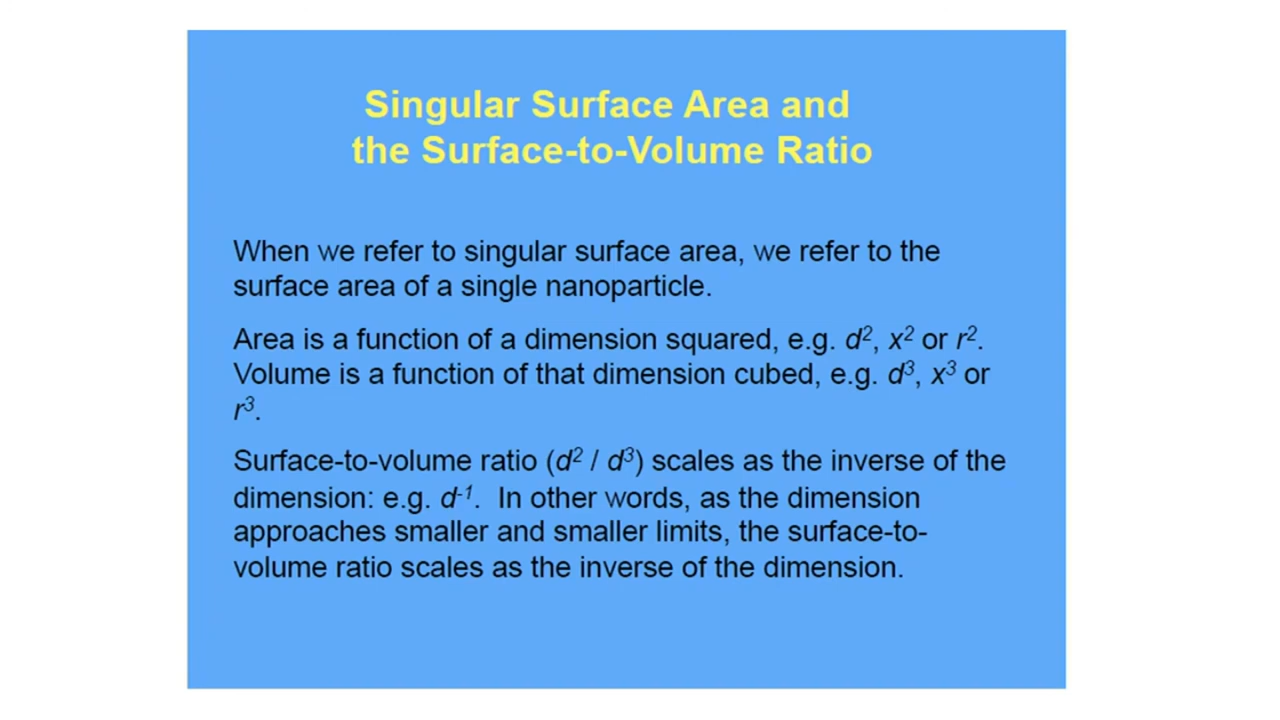 Singular Surface Area and
the Surface-to-Volume Ratio
When we refer to singular surface area, we refer to the
surface area of a single nanoparticle.
Area is a function of a dimension squared, e.g. d², x² or r².
Volume is a function of that dimension cubed, e.g. d³, x³ or
r³.
Surface-to-volume ratio (d² / d³) scales as the inverse of the
dimension: e.g. d⁻¹.  In other words, as the dimension
approaches smaller and smaller limits, the surface-to-
volume ratio scales as the inverse of the dimension.